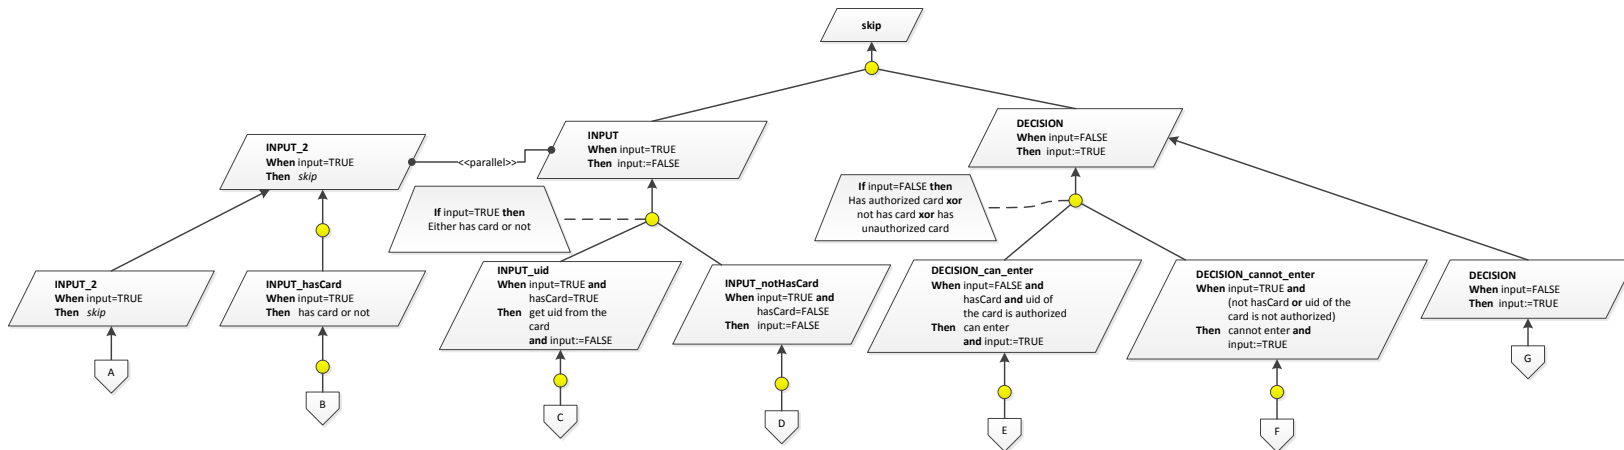 skip
INPUT_2
When input=TRUE
Then skip
<<parallel>>
INPUT
When input=TRUE
Then input:=FALSE
DECISION
When input=FALSE
Then input:=TRUE
If input=TRUE then
Either has card or not
If input=FALSE then
Has authorized card xor
not has card xor has
unauthorized card
INPUT_2
When input=TRUE
Then skip
INPUT_hasCard
When input=TRUE
Then has card or not
INPUT_uid
When input=TRUE and
hasCard=TRUE
Then get uid from the
card
and input:=FALSE
INPUT_notHasCard
When input=TRUE and
hasCard=FALSE
Then input:=FALSE
DECISION_can_enter
When input=FALSE and
hasCard and uid of
the card is authorized
Then can enter
and input:=TRUE
DECISION_cannot_enter
When input=TRUE and
(not hasCard or uid of the
card is not authorized)
Then cannot enter and
input:=TRUE
DECISION
When input=FALSE
Then input:=TRUE
A
B
C
D
E
F
G